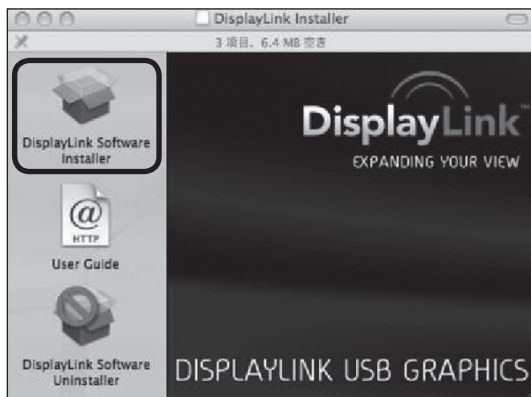 DisplayLink Installer
3 項目、6.4 MB 空き
DisplayLink Software
Installer
@
HTTP
User Guide
DisplayLink Software
Uninstaller
DisplayLink™
EXPANDING YOUR VIEW
DISPLAYLINK USB GRAPHICS